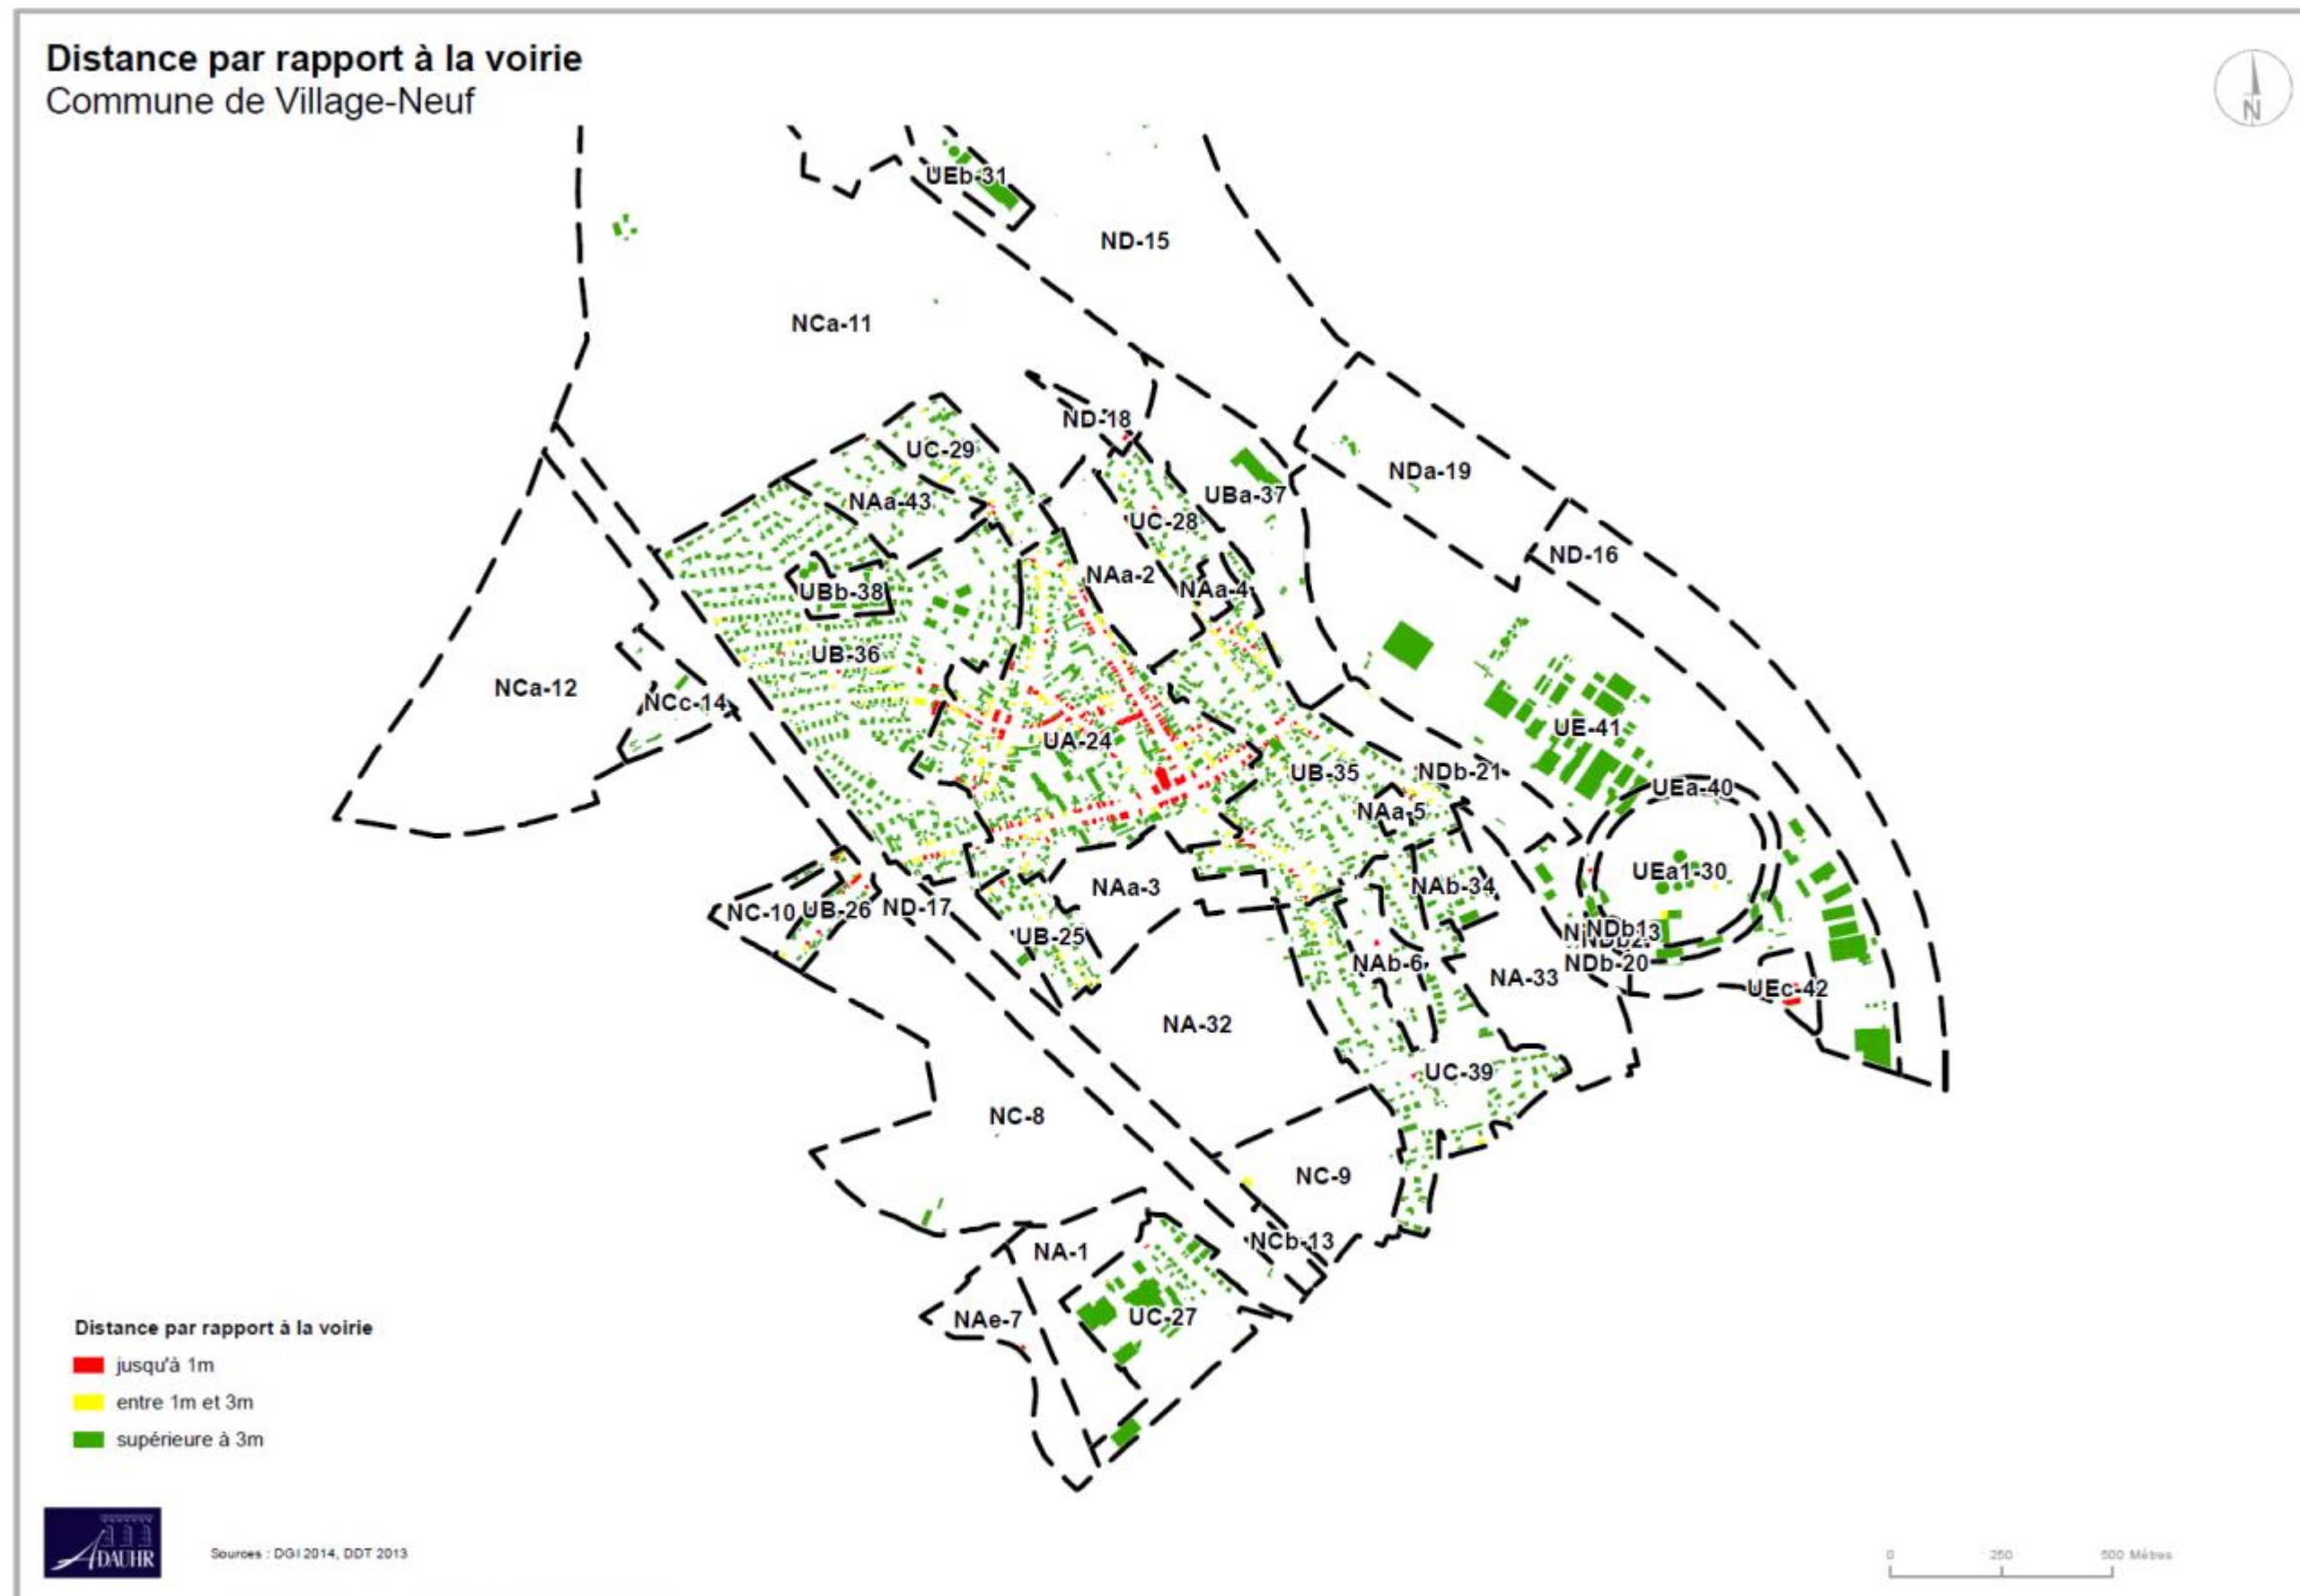 Distance par rapport à la voirie
Commune de Village-Neuf
N
UEb-31
ND-15
NCa-11
ND-18
UC-29
NDa-19
UBa-37
NAa-43
UC-28
ND-16
NAa-2
NAa-4
UBb-38
UB-36
NCa-12
NCc-14
UE-41
UA-24
UB-35
NDb-21
UEa-40
NAa-5
UEa1-30
NAa-3
NAb-34
NC-10
UB-26
ND-17
UB-25
NDb-20
NAb-6
NA-33
UEc-42
NA-32
UC-39
NC-8
NC-9
NCb-13
NA-1
NAe-7
UC-27
Distance par rapport à la voirie
jusqu'à 1m
entre 1m et 3m
supérieure à 3m
ADAUHR
Sources : DGI 2014, DDT 2013
0 250 500 Mètres